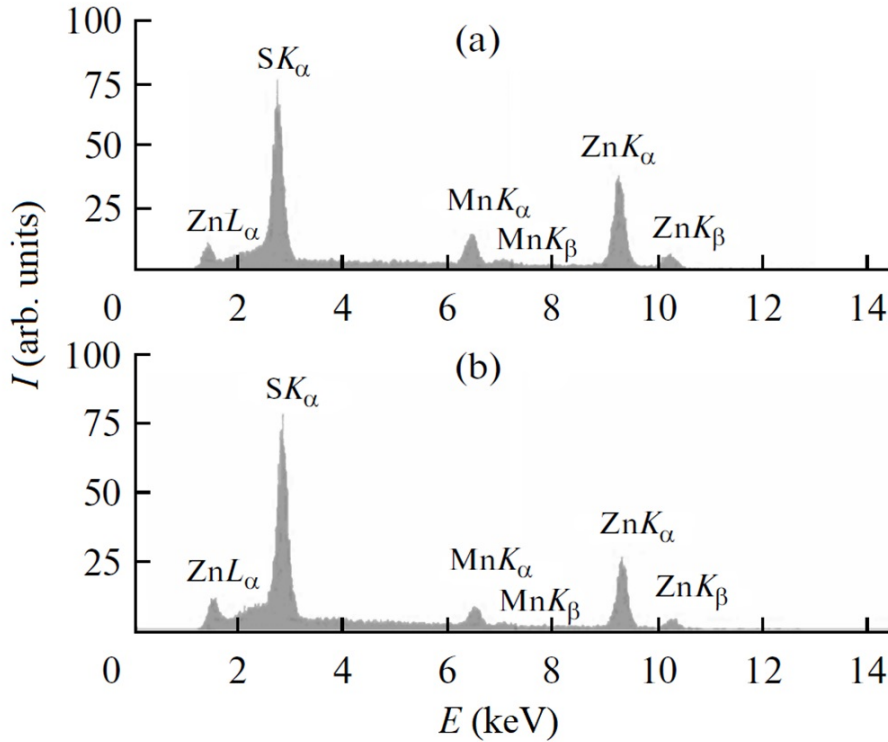 100
(a)
SKα
75
50
ZnKα
25
ZnLα
MnKα
MnKβ
ZnKβ
0 2 4 6 8 10 12 14
I (arb. units)
100
(b)
SKα
75
50
ZnKα
25
ZnLα
MnKα
MnKβ
ZnKβ
0 2 4 6 8 10 12 14
E (keV)